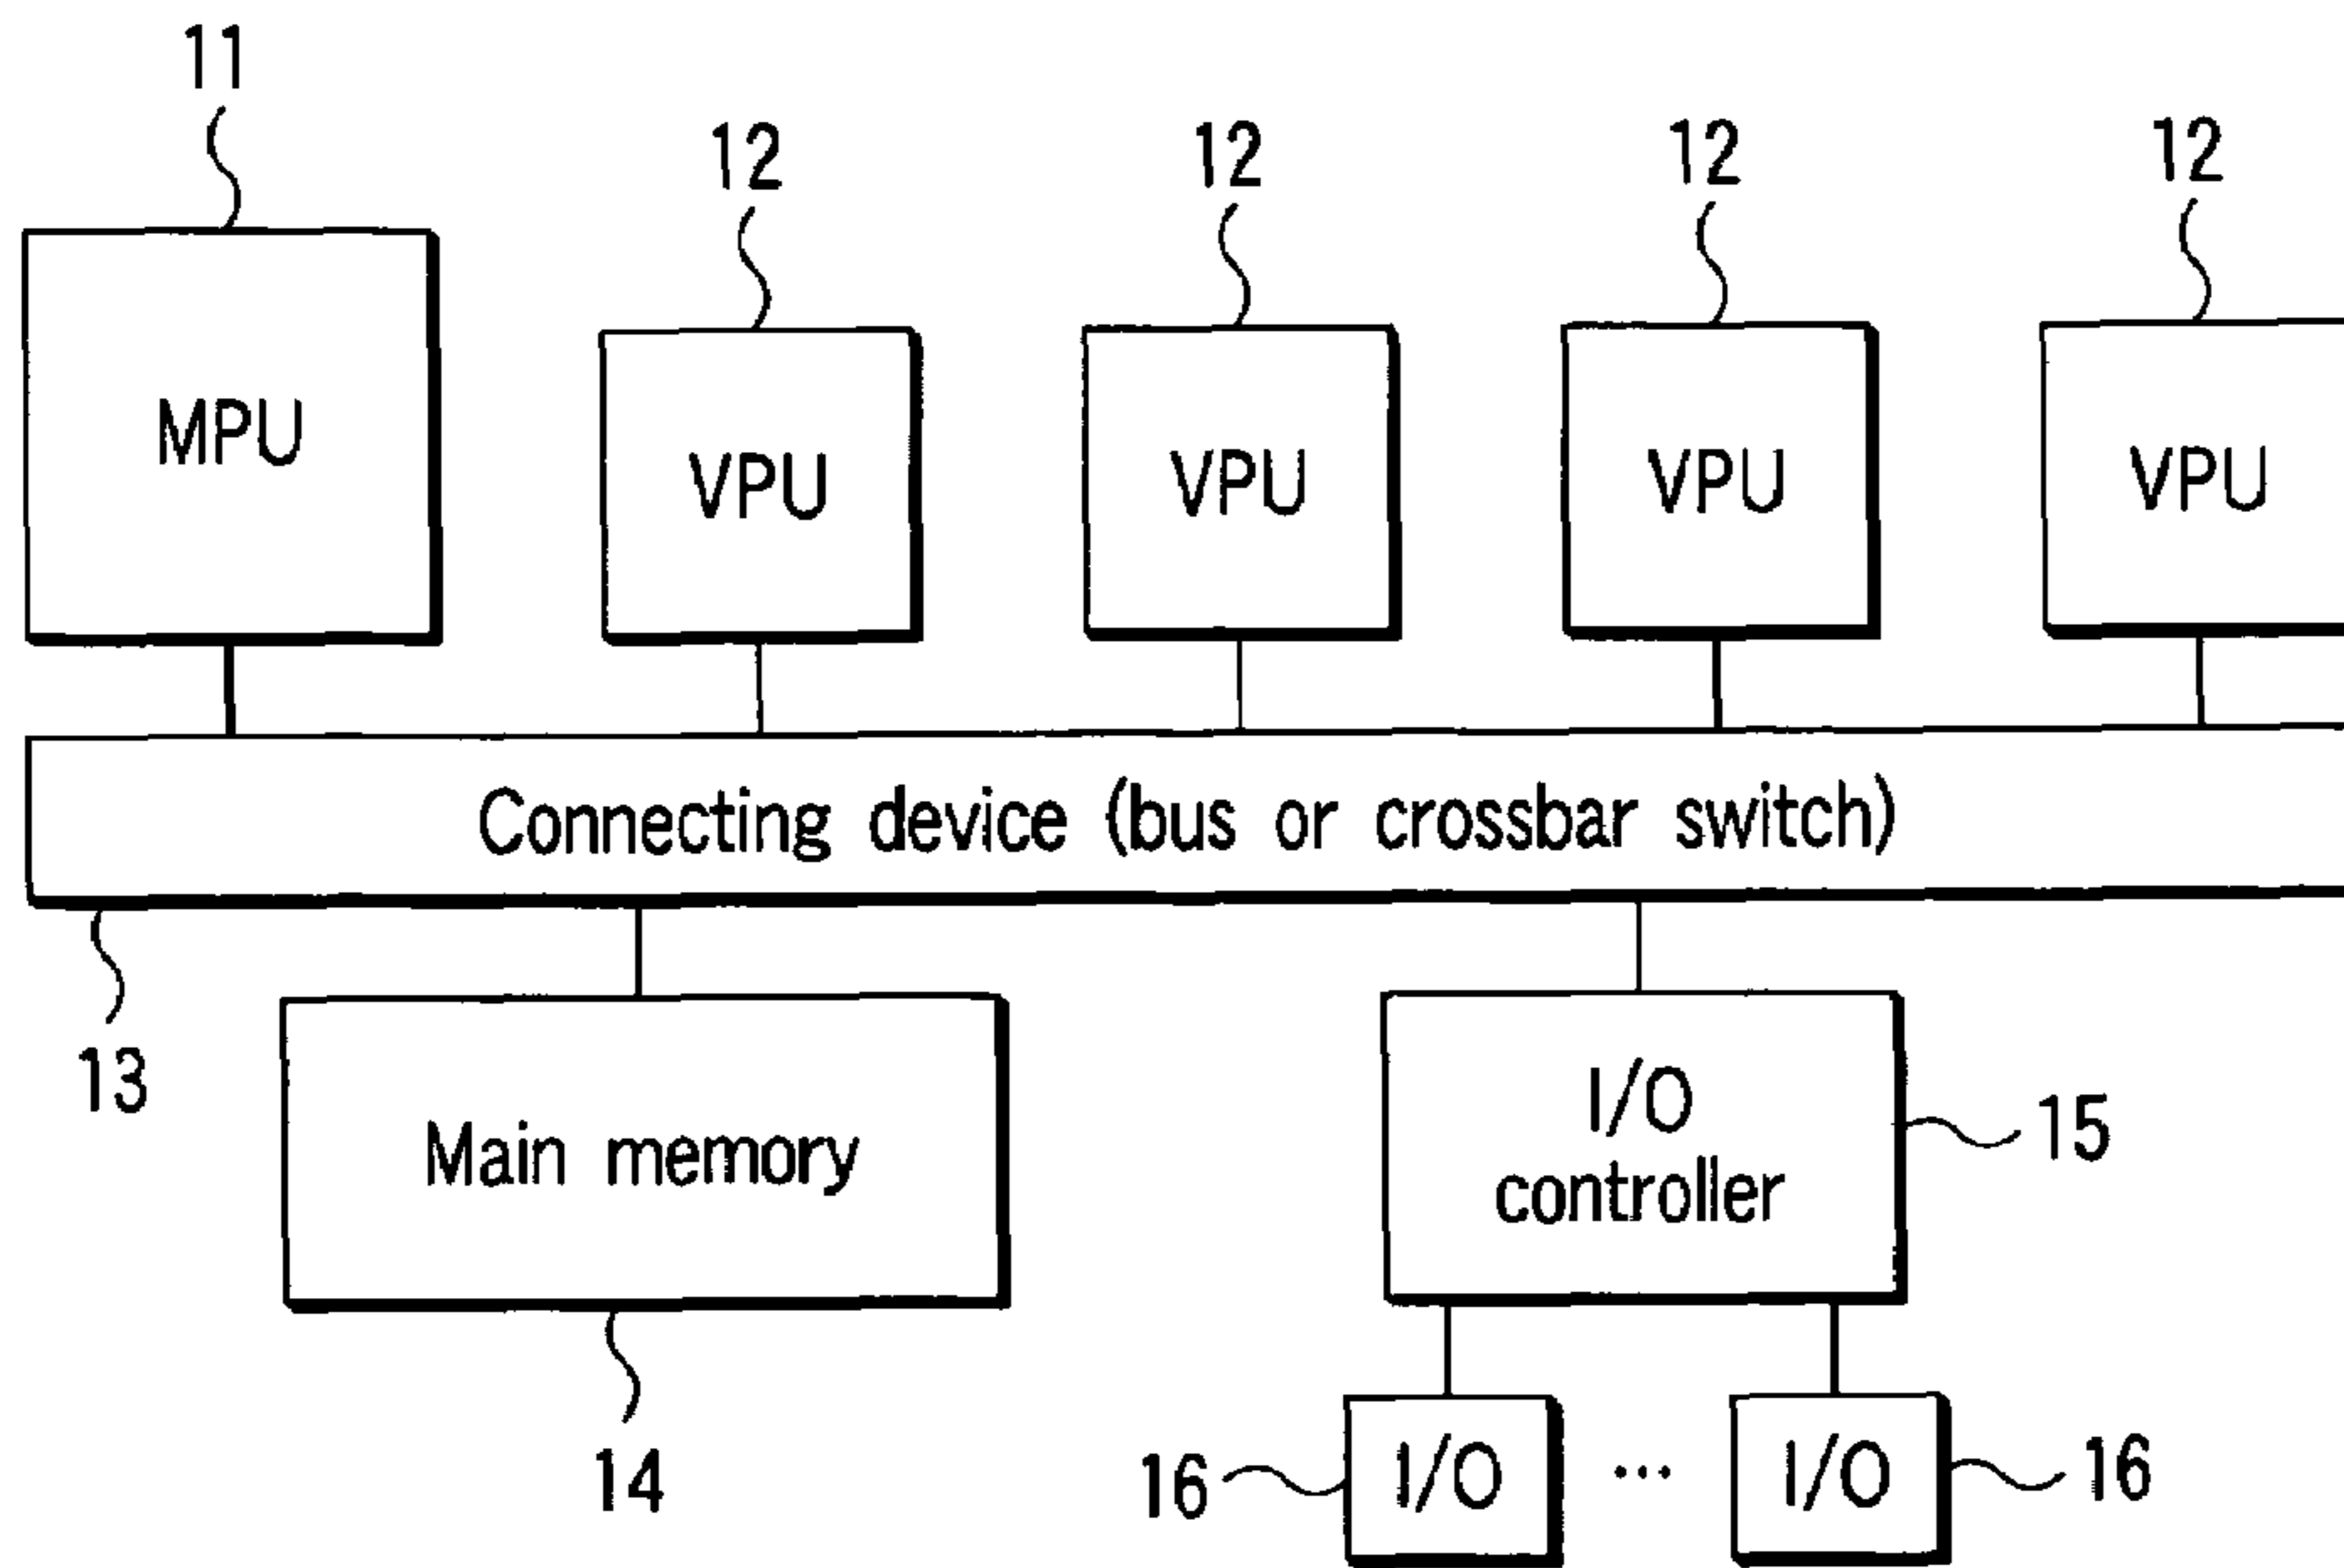 11
12 12 12 12
MPU VPU VPU VPU VPU
Connecting device (bus or crossbar switch)
13
Main memory
I/O
controller
15
14
16 I/O ... I/O 16